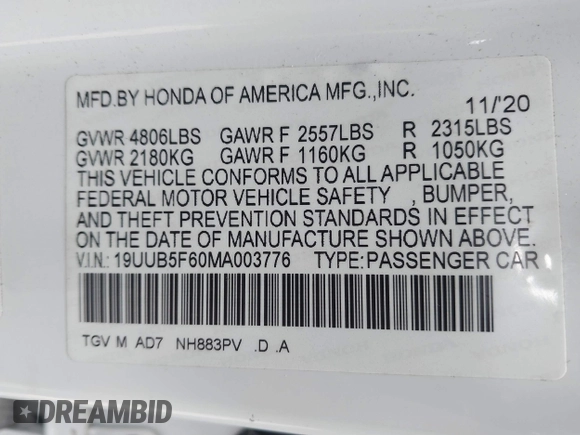 MFD.BY HONDA OF AMERICA MFG.,INC.
11/'20
GVWR 4806LBS GAWR F 2557LBS R 2315LBS
GVWR 2180KG GAWR F 1160KG R 1050KG
THIS VEHICLE CONFORMS TO ALL APPLICABLE
FEDERAL MOTOR VEHICLE SAFETY , BUMPER,
AND THEFT PREVENTION STANDARDS IN EFFECT
ON THE DATE OF MANUFACTURE SHOWN ABOVE.
V.I.N.: 19UUB5F60MA003776 TYPE:PASSENGER CAR
TGV M AD7 NH883PV .D .A
DREAMBID